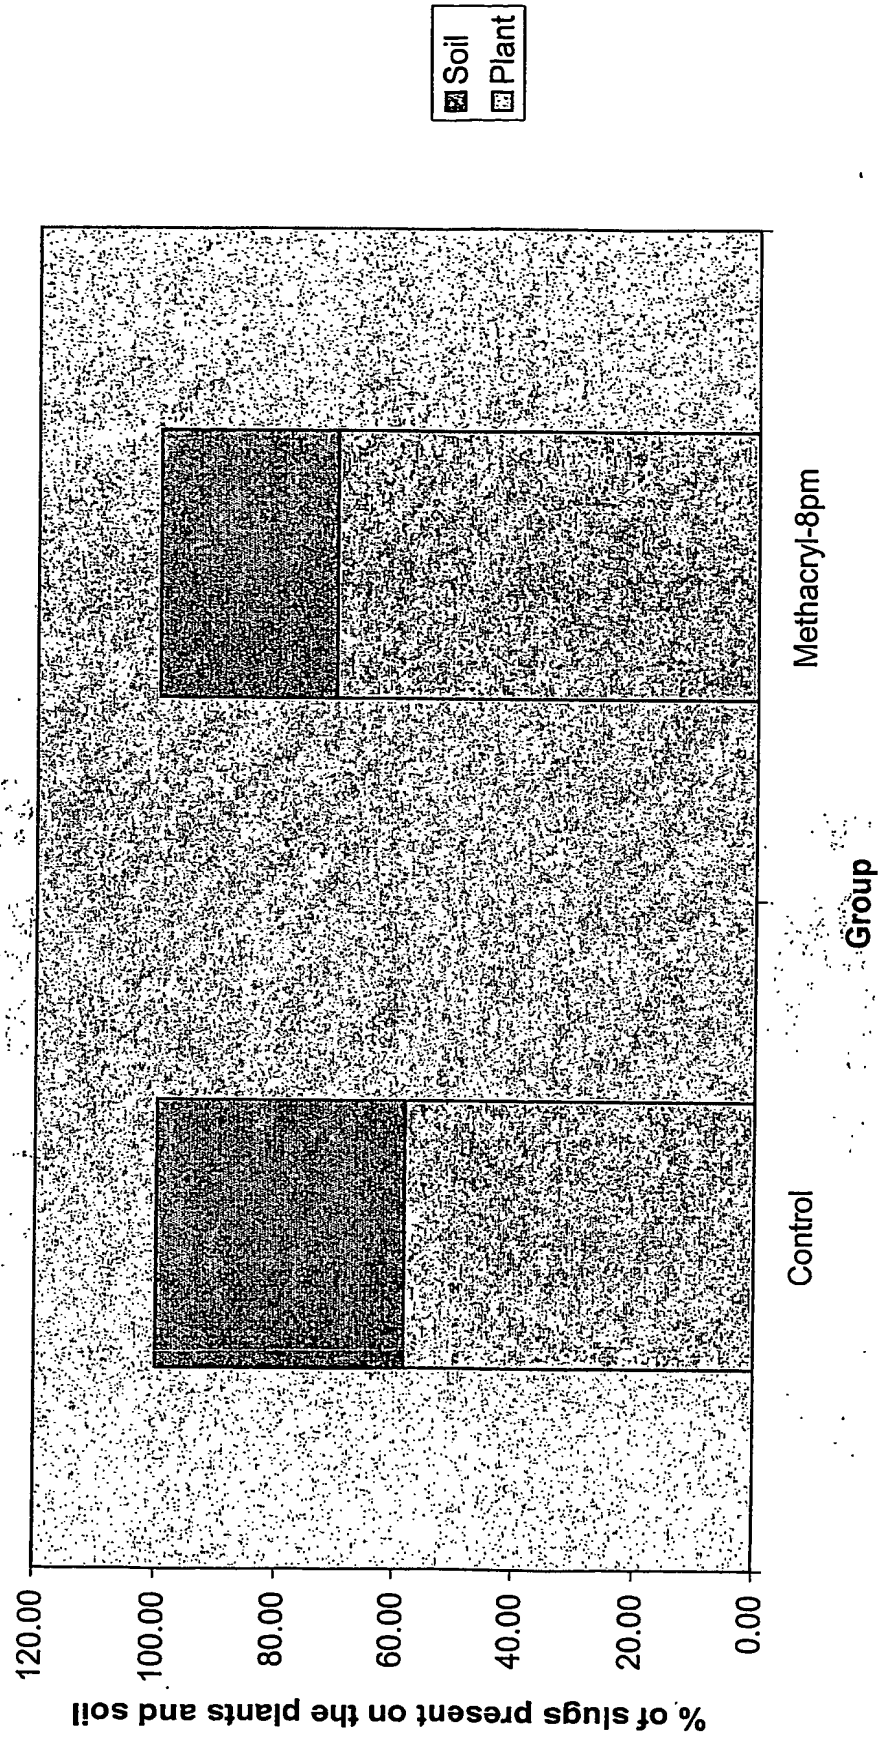 % of slugs present on the plants and soil
120.00
100.00
80.00
60.00
40.00
20.00
0.00
Control
Methacryl-8pm
Group
Soil
Plant